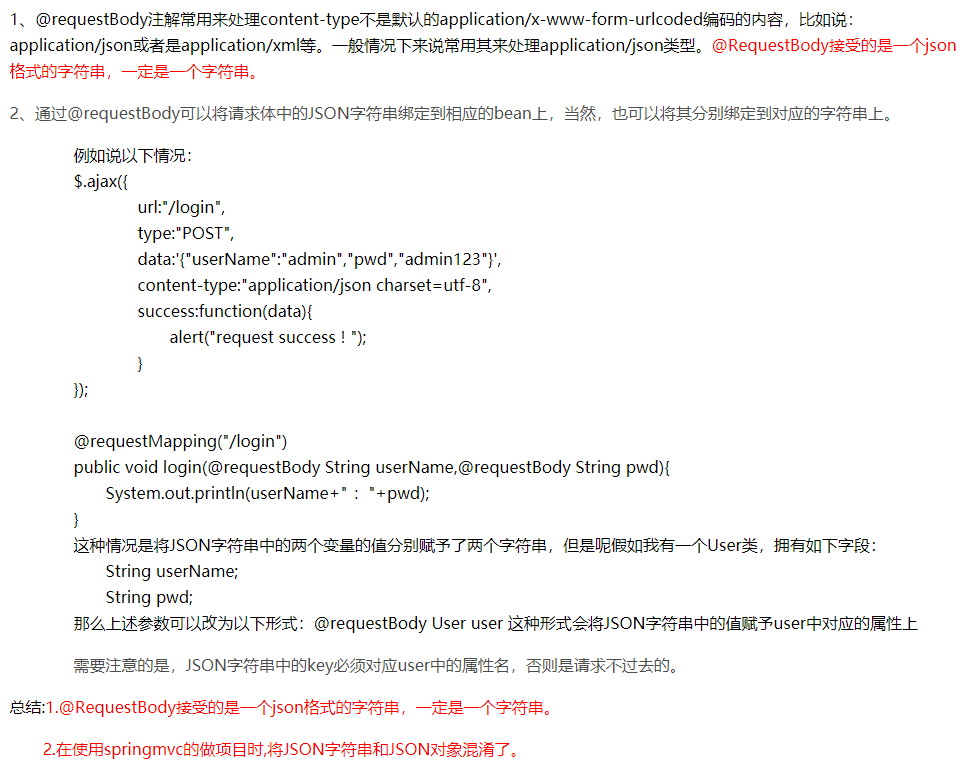 1、@requestBody注解常用来处理content-type不是默认的application/x-www-form-urlcoded编码的内容，比如说：
application/json或者是application/xml等。一般情况下来说常用其来处理application/json类型。@RequestBody接受的是一个json
格式的字符串，一定是一个字符串。
2、通过@requestBody可以将请求体中的JSON字符串绑定到相应的bean上，当然，也可以将其分别绑定到对应的字符串上。
例如说以下情况：
$.ajax({
url:"/login",
type:"POST",
data:'{"userName":"admin","pwd","admin123"}',
content-type:"application/json charset=utf-8",
success:function(data){
alert("request success ! ");
}
});
@requestMapping("/login")
public void login(@requestBody String userName,@requestBody String pwd){
System.out.println(userName+" ："+pwd);
}
这种情况是将JSON字符串中的两个变量的值分别赋予了两个字符串，但是呢假如我有一个User类，拥有如下字段：
String userName;
String pwd;
那么上述参数可以改为以下形式：@requestBody User user 这种形式会将JSON字符串中的值赋予user中对应的属性上
需要注意的是，JSON字符串中的key必须对应user中的属性名，否则是请求不过去的。
总结:1.@RequestBody接受的是一个json格式的字符串，一定是一个字符串。
2.在使用springmvc的做项目时,将JSON字符串和JSON对象混淆了。